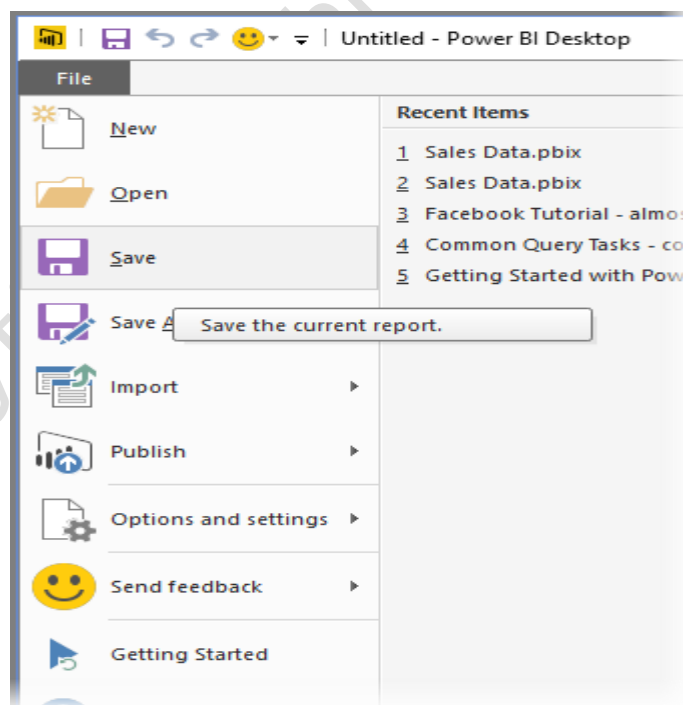 Untitled - Power BI Desktop
File
New
Open
Save
Save A
Save the current report.
Import
Publish
Options and settings
Send feedback
Getting Started
Recent Items
1 Sales Data.pbix
2 Sales Data.pbix
3 Facebook Tutorial - almos
4 Common Query Tasks - co
5 Getting Started with Pow